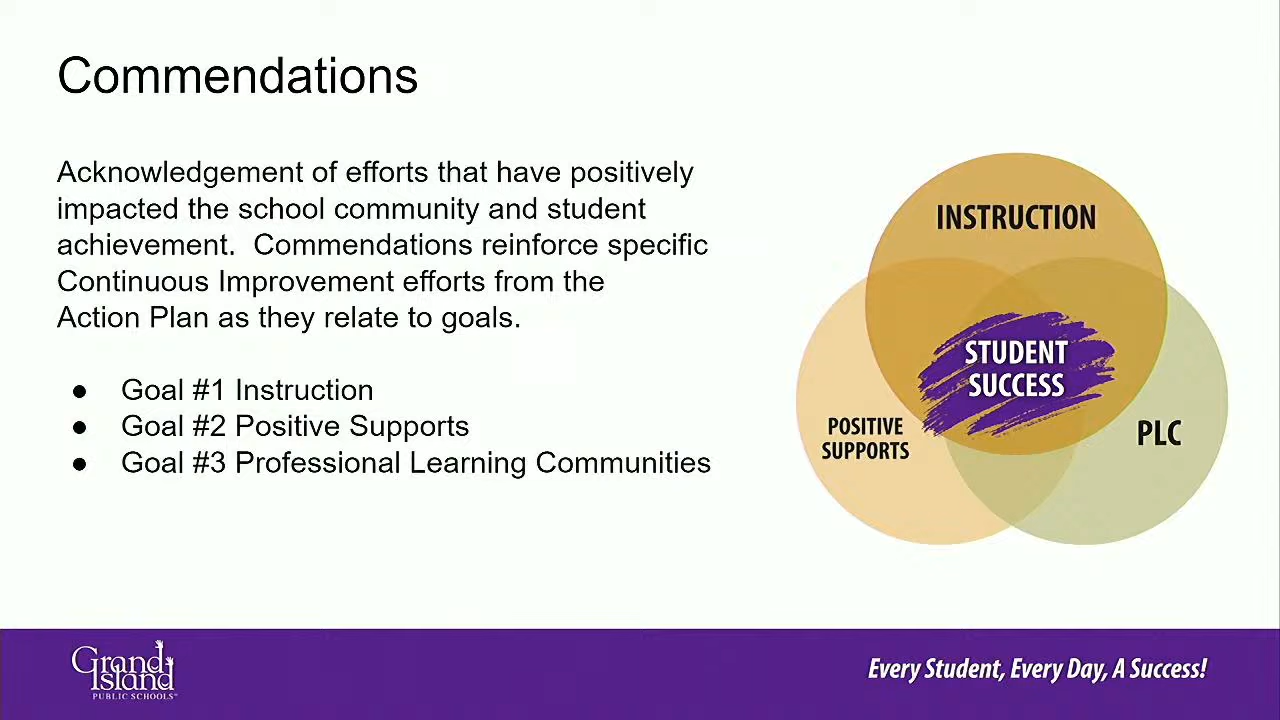 Commendations
Acknowledgement of efforts that have positively
impacted the school community and student
achievement.  Commendations reinforce specific
Continuous Improvement efforts from the
Action Plan as they relate to goals.
● Goal #1 Instruction
● Goal #2 Positive Supports
● Goal #3 Professional Learning Communities
INSTRUCTION
STUDENT
SUCCESS
POSITIVE
SUPPORTS
PLC
Grand
Island
PUBLIC SCHOOLS
Every Student, Every Day, A Success!